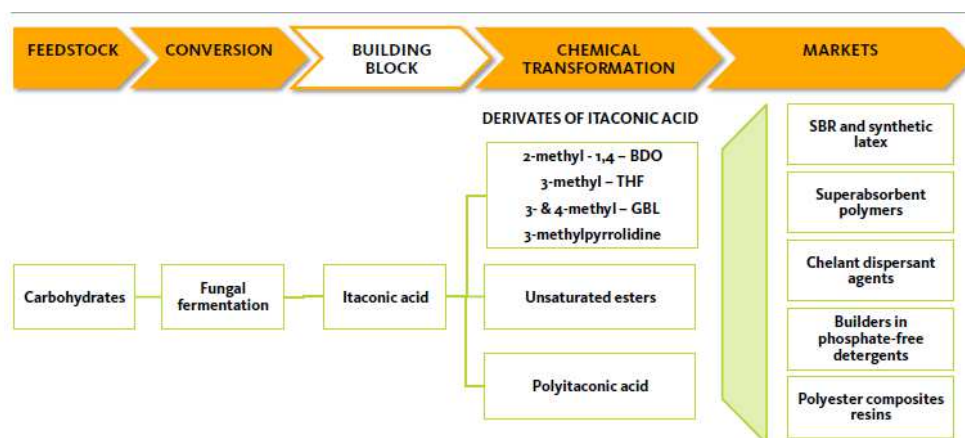 FEEDSTOCK
CONVERSION
BUILDING
BLOCK
CHEMICAL
TRANSFORMATION
MARKETS
DERIVATES OF ITACONIC ACID
2-methyl - 1,4 – BDO
3-methyl – THF
3- & 4-methyl – GBL
3-methylpyrrolidine
Carbohydrates
Fungal
fermentation
Itaconic acid
Unsaturated esters
Polyitaconic acid
SBR and synthetic
latex
Superabsorbent
polymers
Chelant dispersant
agents
Builders in
phosphate-free
detergents
Polyester composites
resins